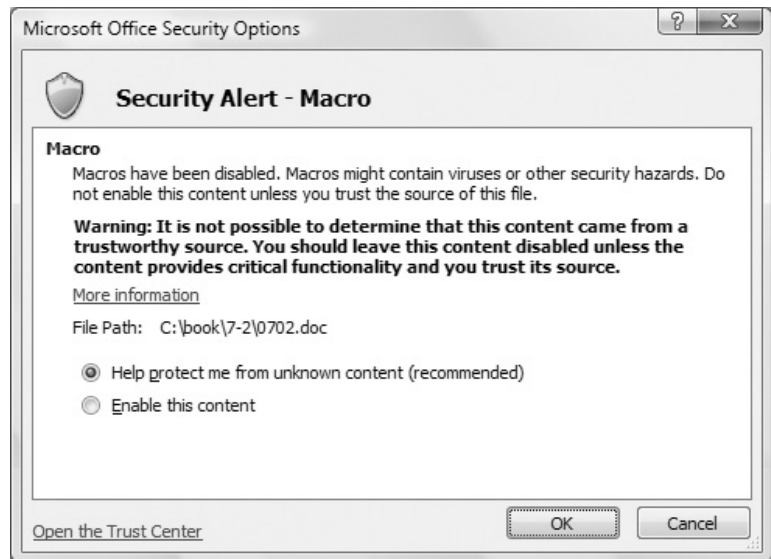 Microsoft Office Security Options
Security Alert - Macro
Macro
Macros have been disabled. Macros might contain viruses or other security hazards. Do
not enable this content unless you trust the source of this file.
Warning: It is not possible to determine that this content came from a
trustworthy source. You should leave this content disabled unless the
content provides critical functionality and you trust its source.
More information
File Path: C:\book\7-2\0702.doc
Help protect me from unknown content (recommended)
Enable this content
Open the Trust Center
OK
Cancel